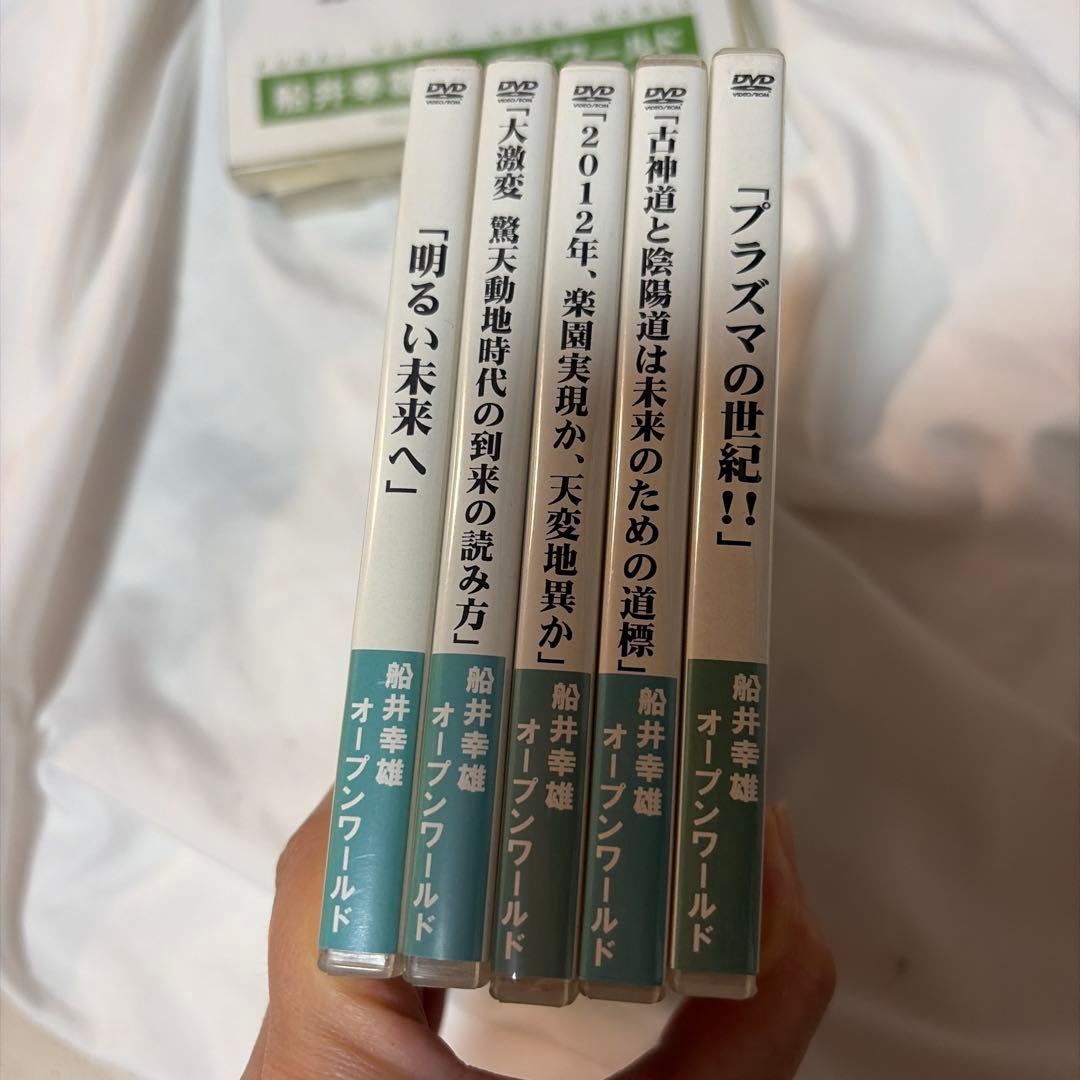 船井幸
ールド
DVD
VIDEO/ROM
「明るい未来へ」
船井幸雄
オープンワールド
DVD
VIDEO/ROM
「大激変 驚天動地時代の到来の読み方」
船井幸雄
オープンワールド
DVD
VIDEO/ROM
「2012年、楽園実現か、天変地異か」
船井幸雄
オープンワールド
DVD
VIDEO/ROM
「古神道と陰陽道は未来のための道標」
船井幸雄
オープンワールド
DVD
VIDEO/ROM
「プラズマの世紀!!」
船井幸雄
オープンワールド